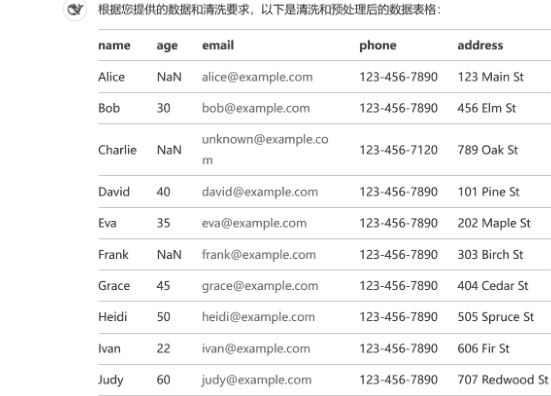 根据您提供的数据和清洗要求，以下是清洗和预处理后的数据表格：
name age email phone address
Alice NaN alice@example.com 123-456-7890 123 Main St
Bob 30 bob@example.com 123-456-7890 456 Elm St
Charlie NaN unknown@example.co 123-456-7120 789 Oak St
m
David 40 david@example.com 123-456-7890 101 Pine St
Eva 35 eva@example.com 123-456-7890 202 Maple St
Frank NaN frank@example.com 123-456-7890 303 Birch St
Grace 45 grace@example.com 123-456-7890 404 Cedar St
Heidi 50 heidi@example.com 123-456-7890 505 Spruce St
Ivan 22 ivan@example.com 123-456-7890 606 Fir St
Judy 60 judy@example.com 123-456-7890 707 Redwood St